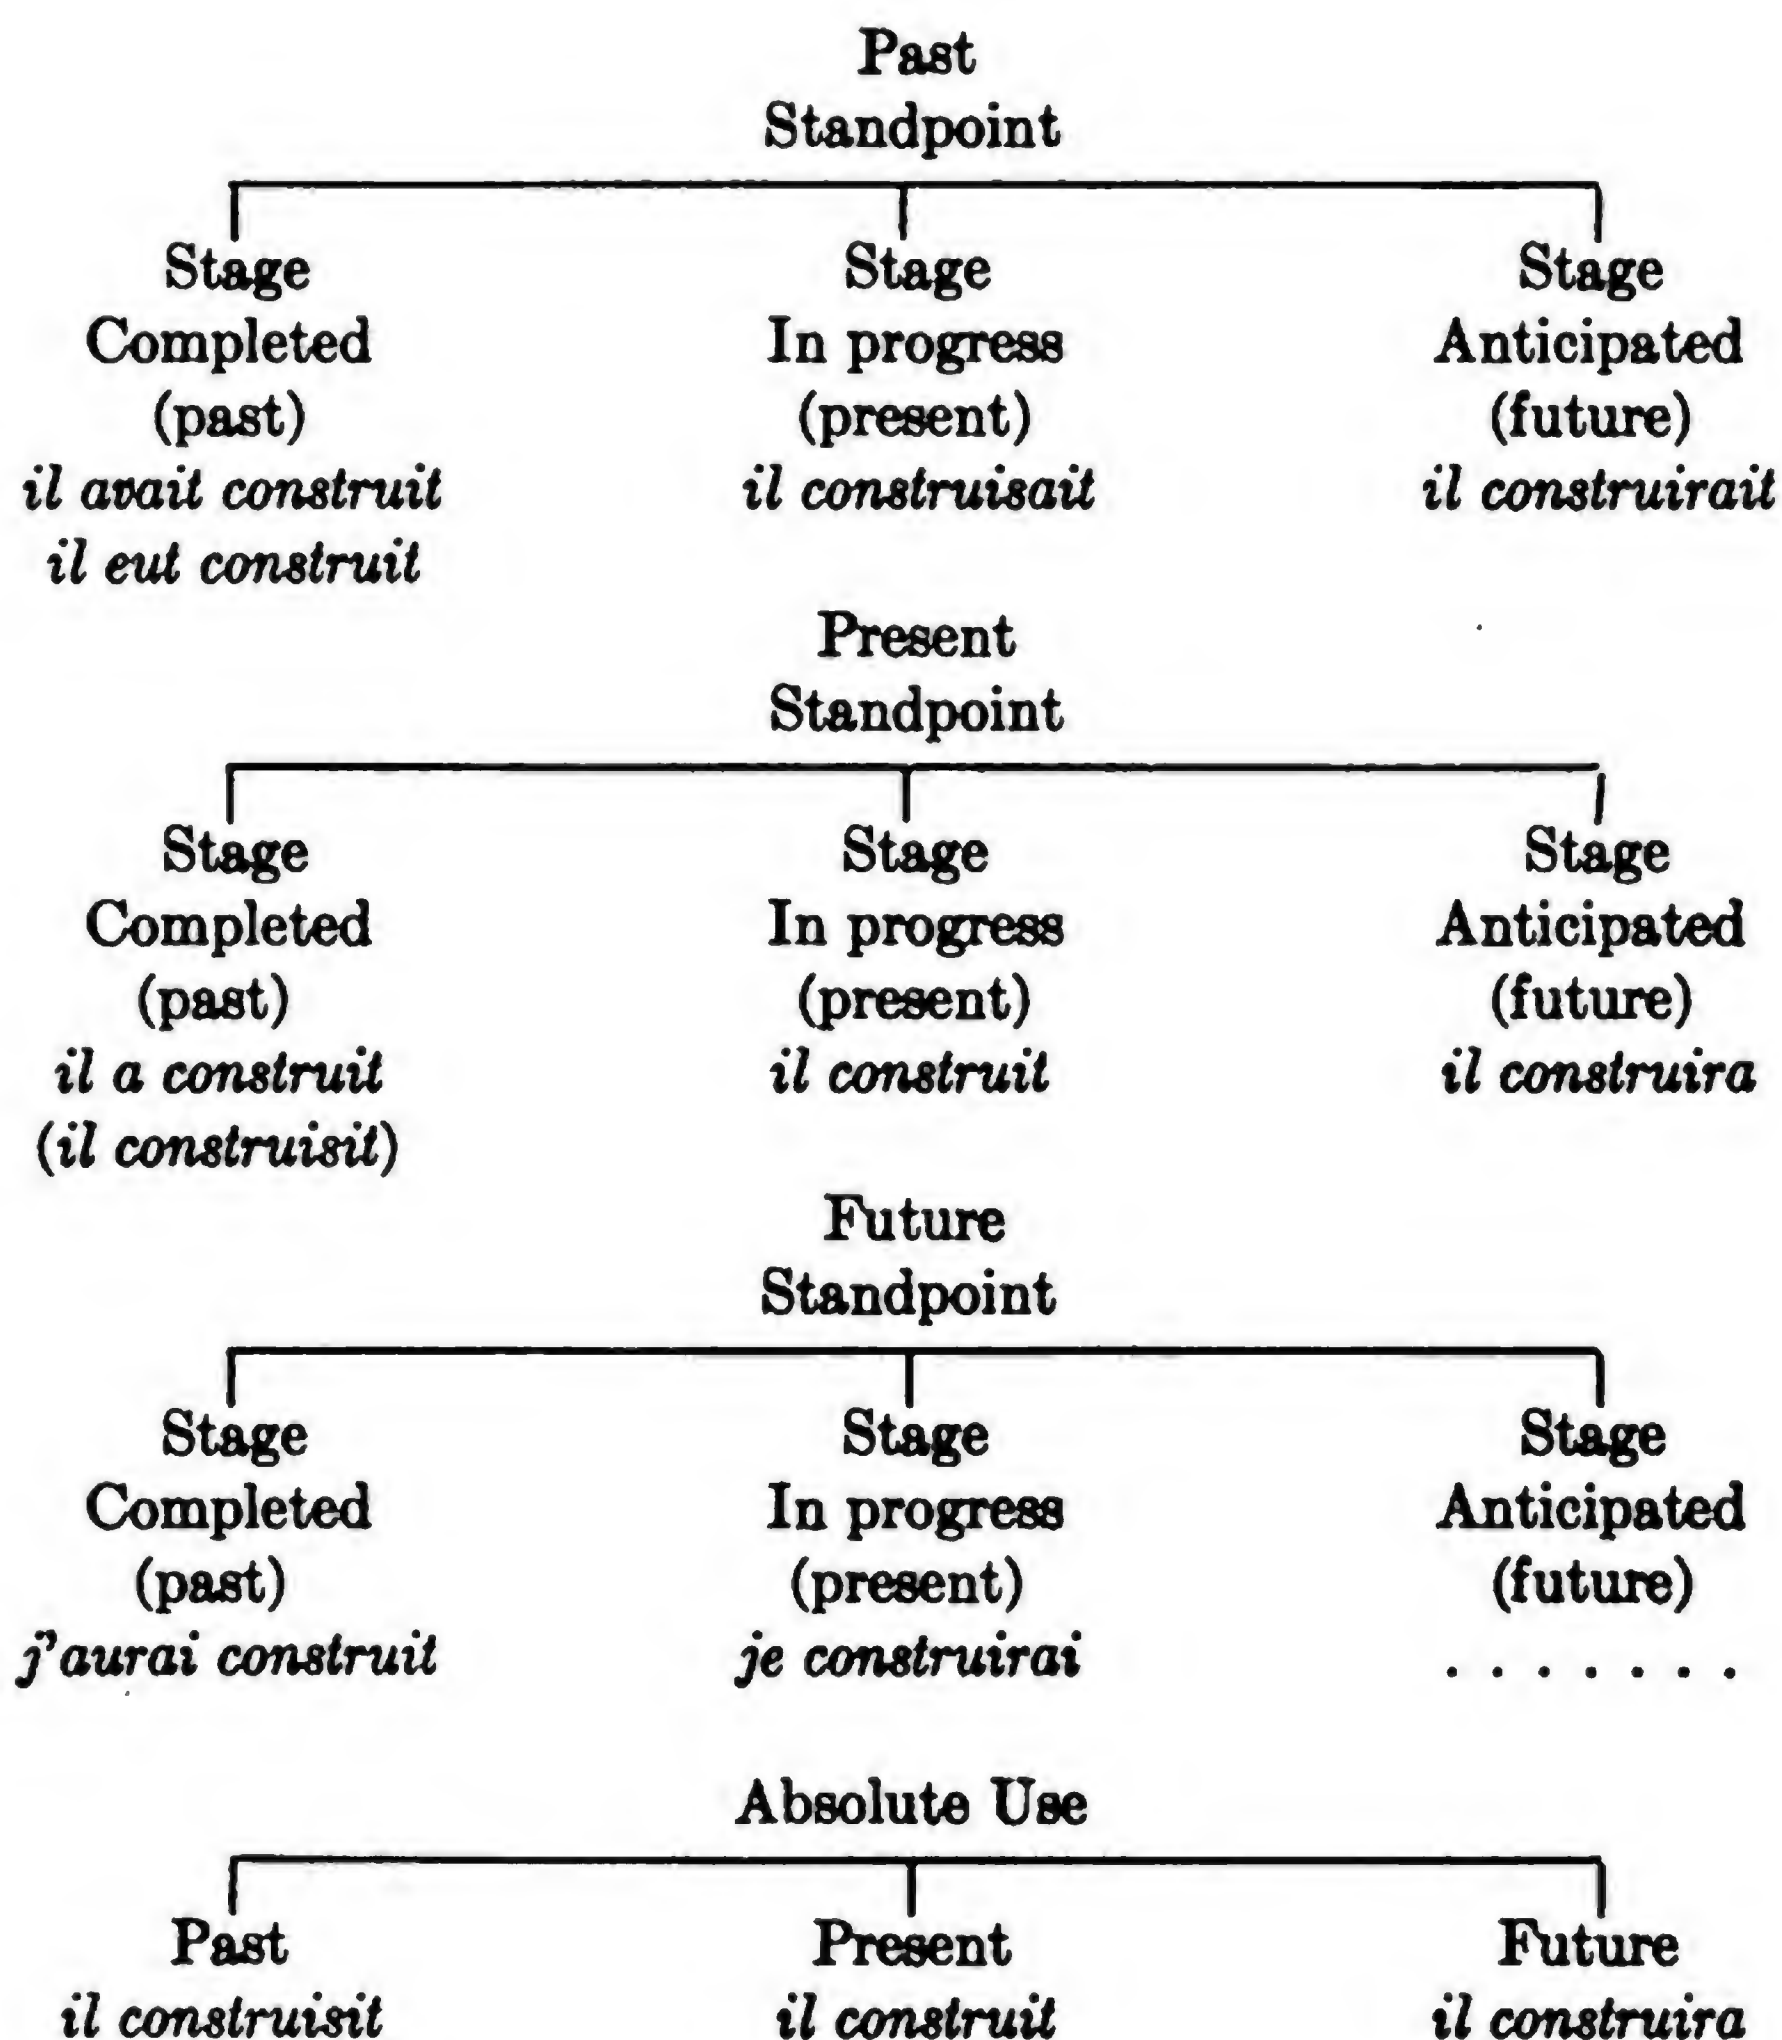 Past
Standpoint
Stage Stage Stage
Completed In progress Anticipated
(past) (present) (future)
il avait construit il construisait il construirait
il eut construit
Present
Standpoint
Stage Stage Stage
Completed In progress Anticipated
(past) (present) (future)
il a construit il construit il construira
(il construisit)
Future
Standpoint
Stage Stage Stage
Completed In progress Anticipated
(past) (present) (future)
j'aurai construit je construirai . . . . . . .
Absolute Use
Past Present Future
il construisit il construit il construira